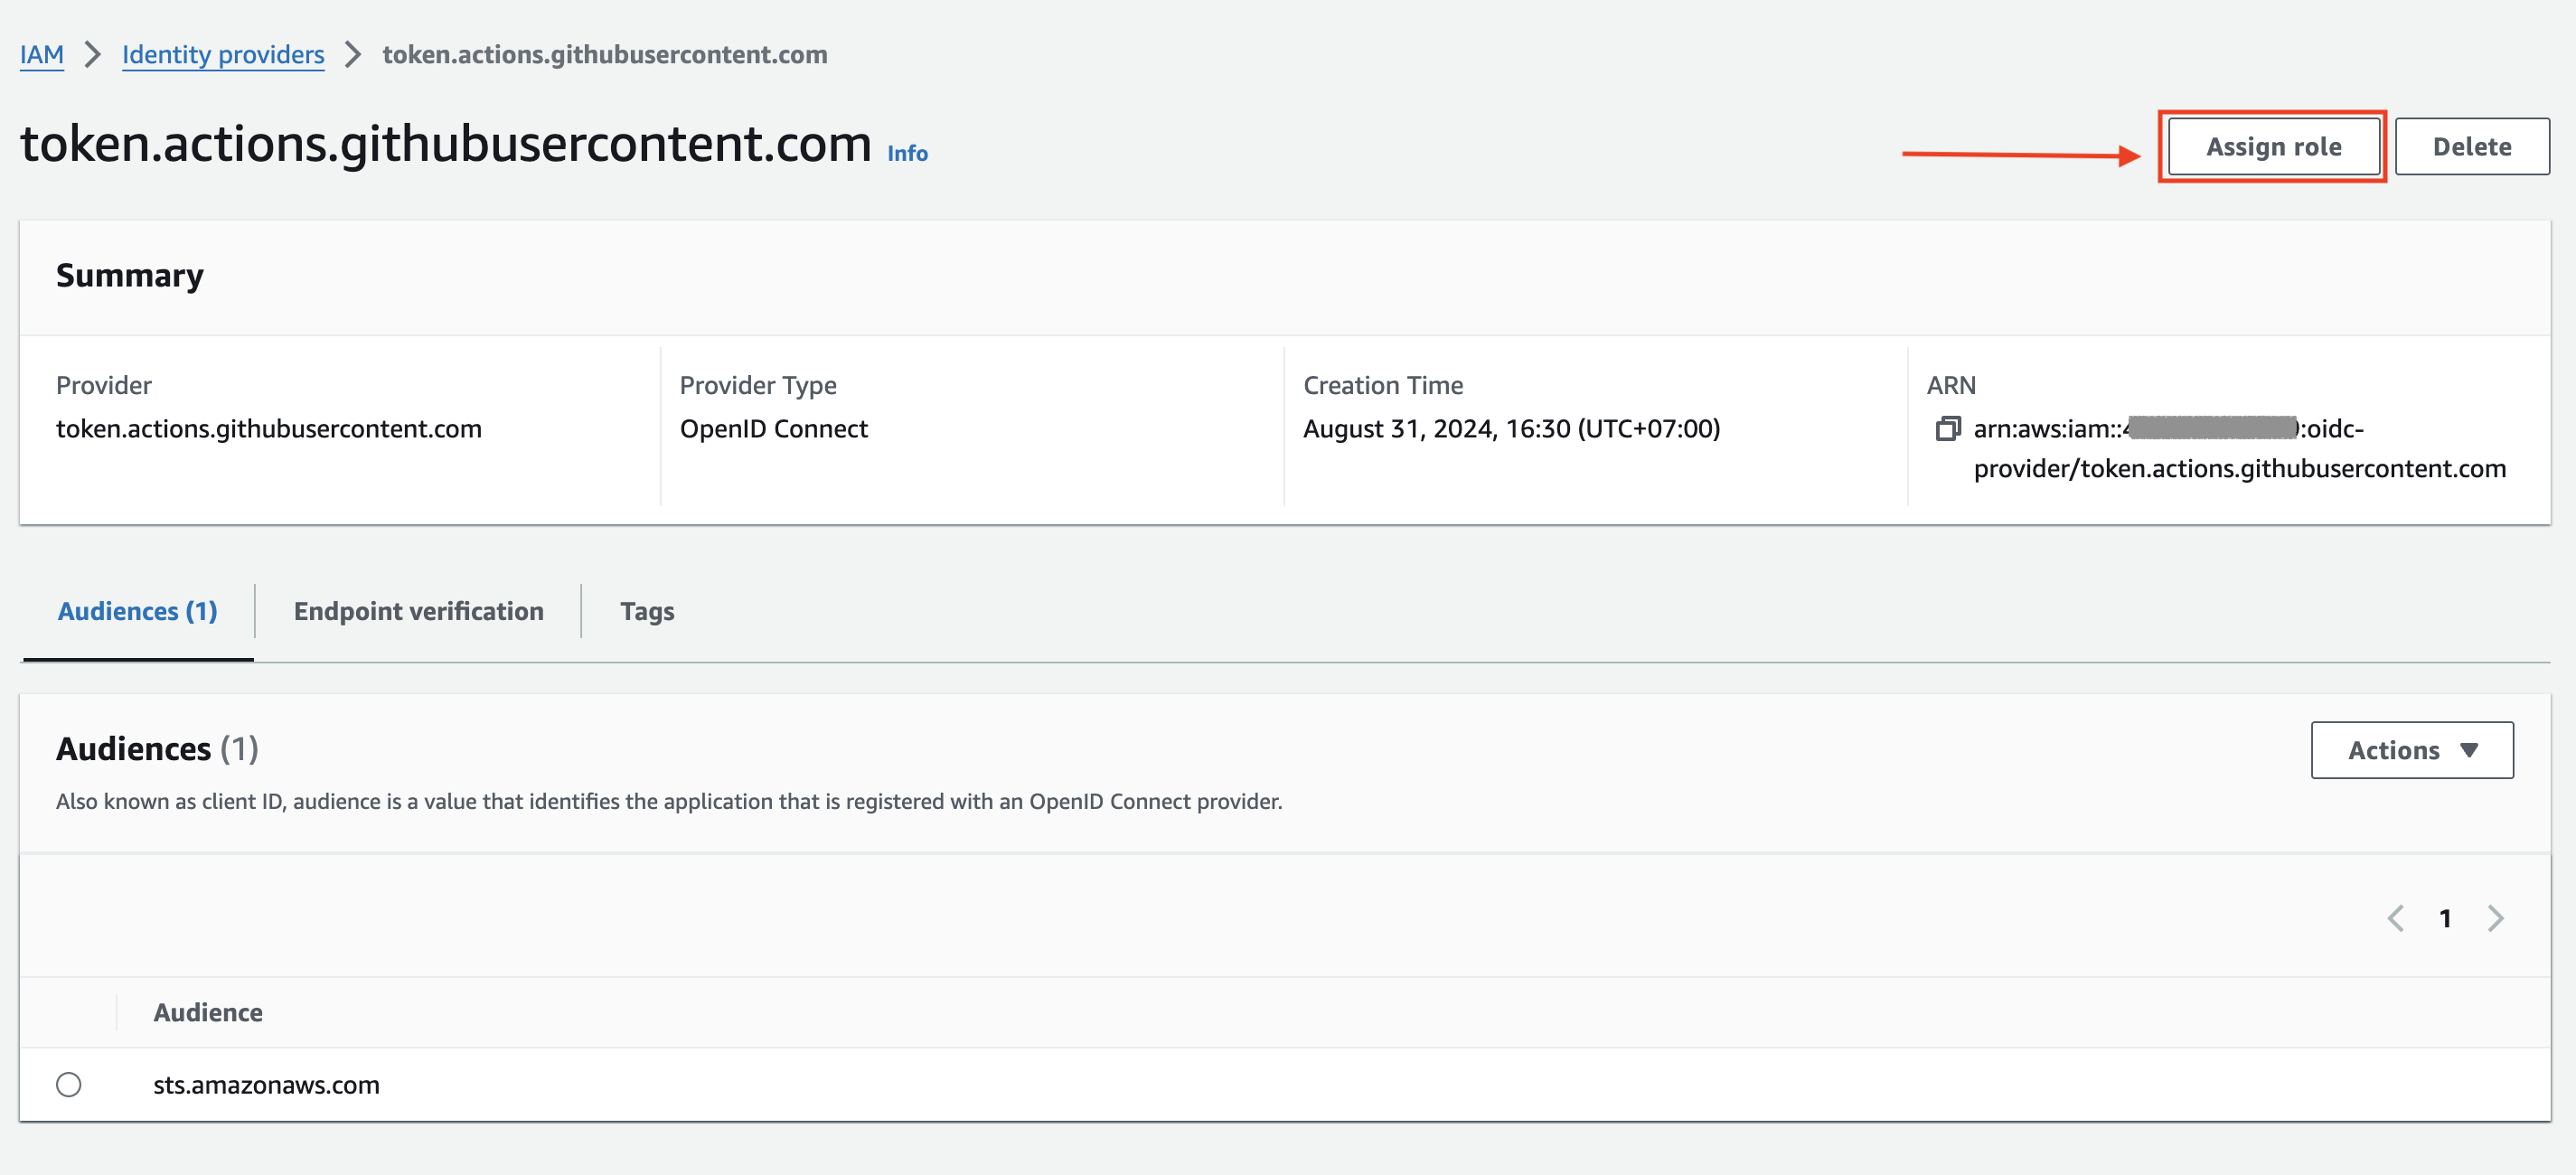 IAM > Identity providers > token.actions.githubusercontent.com
token.actions.githubusercontent.com Info
Assign role
Delete
Summary
Provider
token.actions.githubusercontent.com
Provider Type
OpenID Connect
Creation Time
August 31, 2024, 16:30 (UTC+07:00)
ARN
arn:aws:iam:: :oidc-
provider/token.actions.githubusercontent.com
Audiences (1)
Endpoint verification
Tags
Audiences (1)
Actions
Also known as client ID, audience is a value that identifies the application that is registered with an OpenID Connect provider.
1
Audience
sts.amazonaws.com